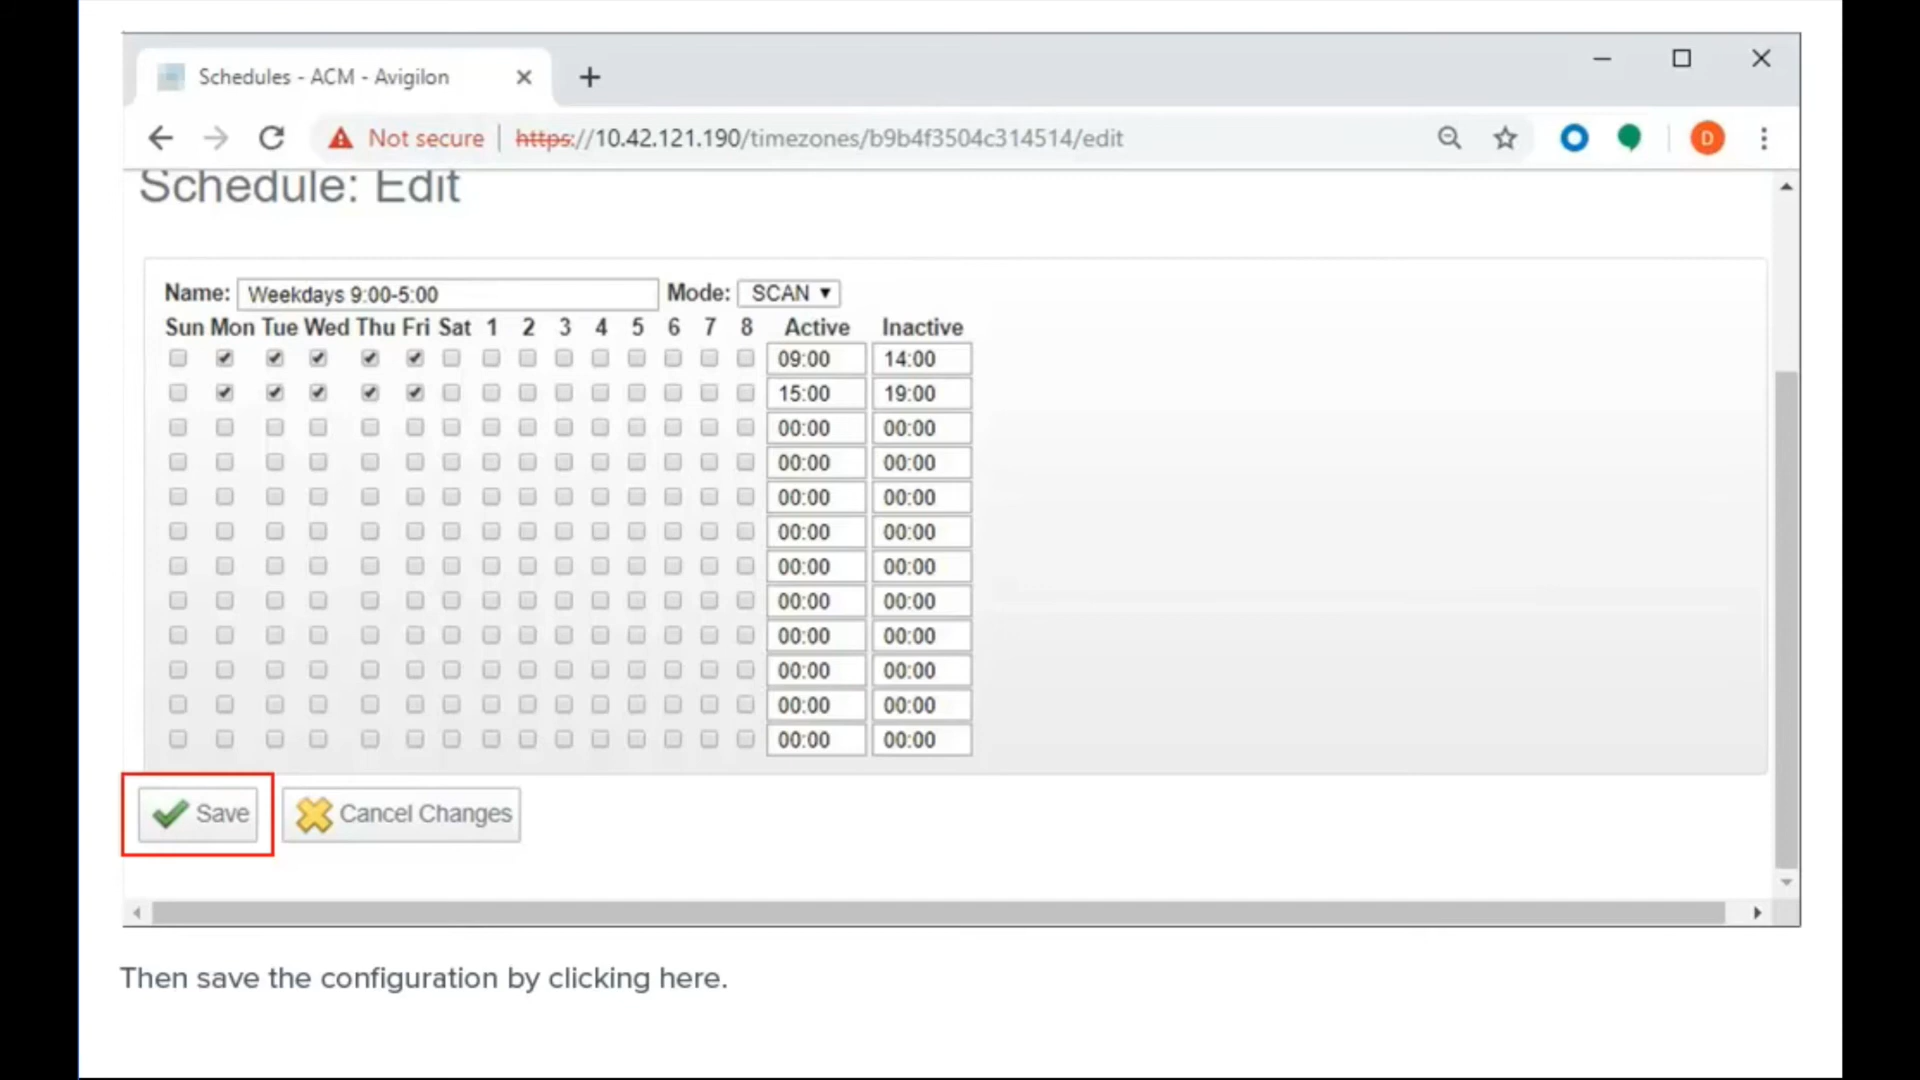 Schedules - ACM - Avigilon
Not secure https://10.42.121.190/timezones/b9b4f3504c314514/edit D
Schedule: Edit
Name: Weekdays 9:00-5:00 Mode: SCAN
Sun Mon Tue Wed Thu Fri Sat 1 2 3 4 5 6 7 8 Active Inactive
09:00 14:00
15:00 19:00
00:00 00:00
00:00 00:00
00:00 00:00
00:00 00:00
00:00 00:00
00:00 00:00
00:00 00:00
00:00 00:00
00:00 00:00
00:00 00:00
Save Cancel Changes
Then save the configuration by clicking here.